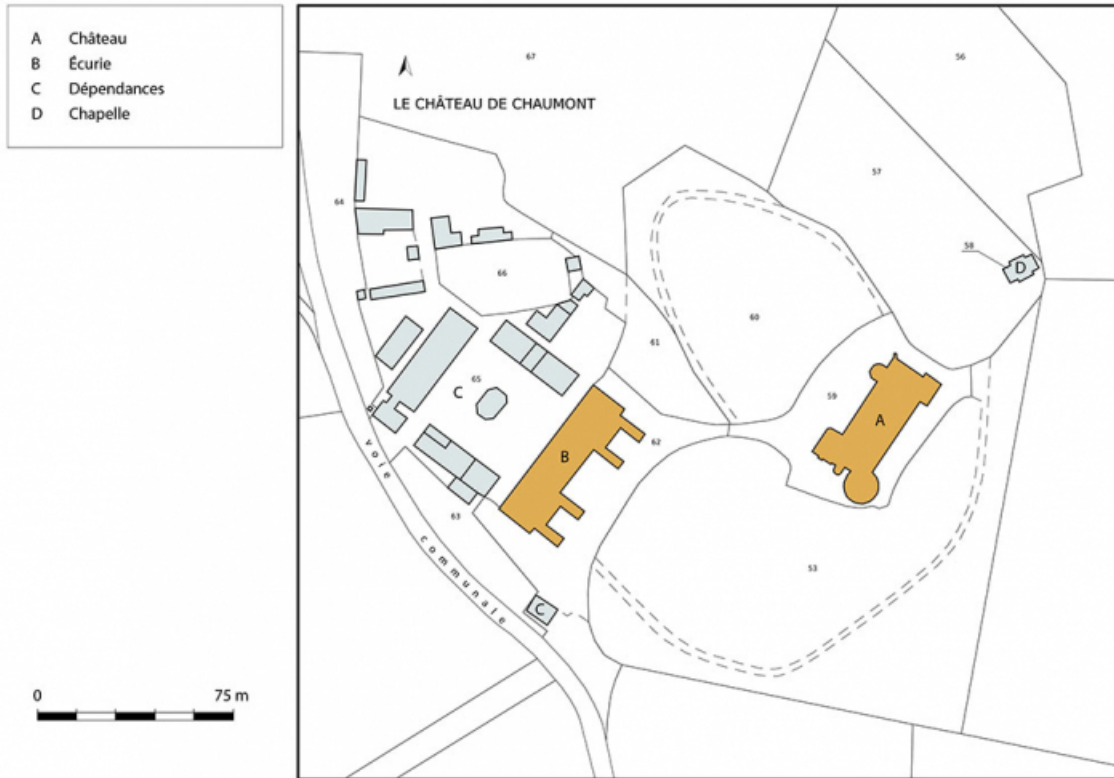 A Château
B Écurie
C Dépendances
D Chapelle
67
56
LE CHÂTEAU DE CHAUMONT
57
64
58
D
66
60
61
65
C
59
A
62
B
63
voie communale
53
C
0 75 m